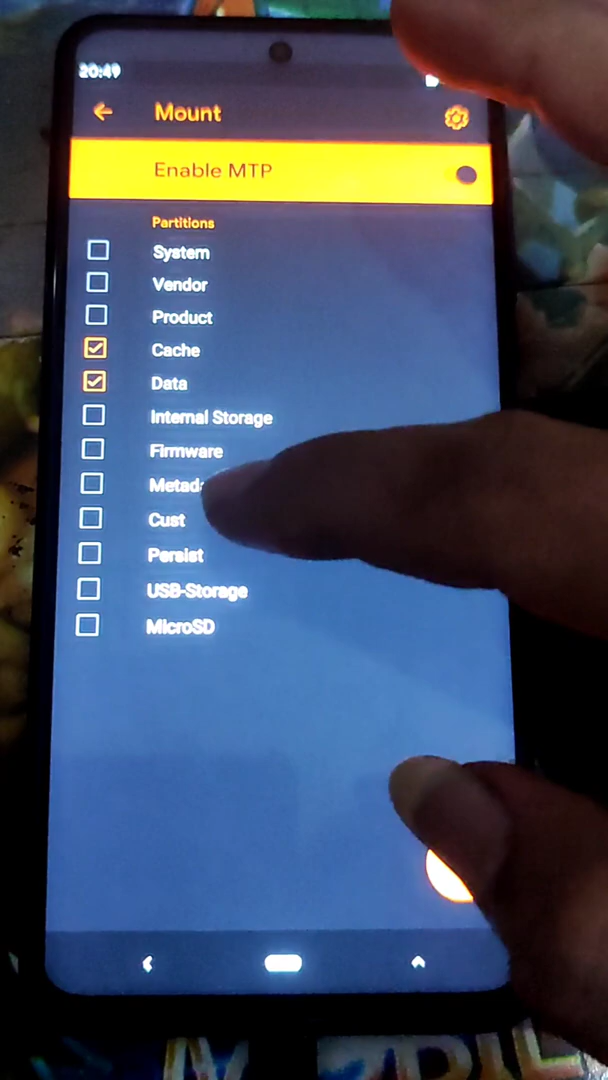 20:49
Mount
Enable MTP
Partitions
System
Vendor
Product
Cache
Data
Internal Storage
Firmware
Cust
Persist
USB-Storage
MicroSD